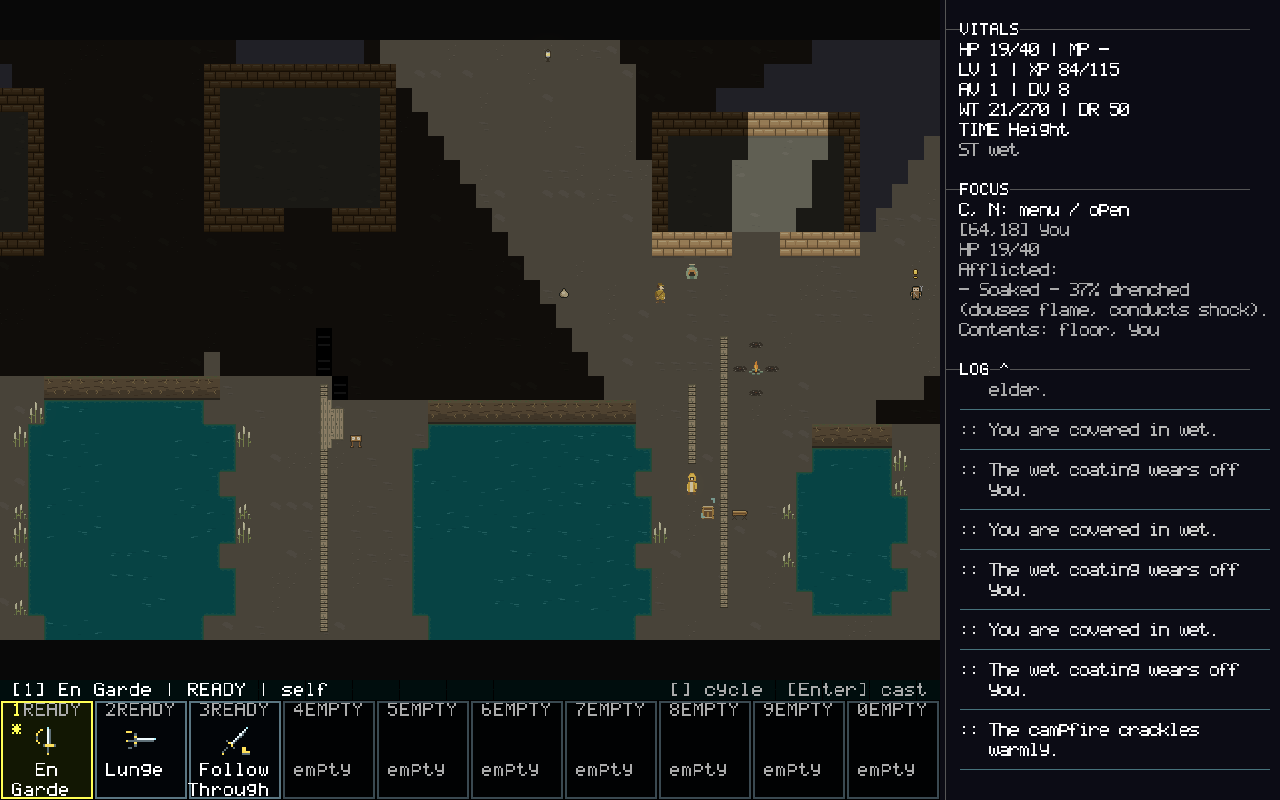 VITALS
HP 19/40 | MP -
LV 1 | XP 84/115
AV 1 | DV 8
WT 21/270 | DR 50
TIME Height
ST wet
FOCUS
C, N: menu / open
[64,18] You
HP 19/40
Afflicted:
- Soaked - 37% drenched
(douses flame, conducts shock).
Contents: floor, You
LOG ^
elder.
:: You are covered in wet.
:: The wet coating wears off
you.
:: You are covered in wet.
:: The wet coating wears off
you.
:: You are covered in wet.
:: The wet coating wears off
you.
:: The campfire crackles
warmly.
[1] En Garde | READY | self
[] cycle [Enter] cast
1READY 2READY 3READY 4EMPTY 5EMPTY 6EMPTY 7EMPTY 8EMPTY 9EMPTY 0EMPTY
*
En Lunge Follow empty empty empty empty empty empty empty
Garde Through